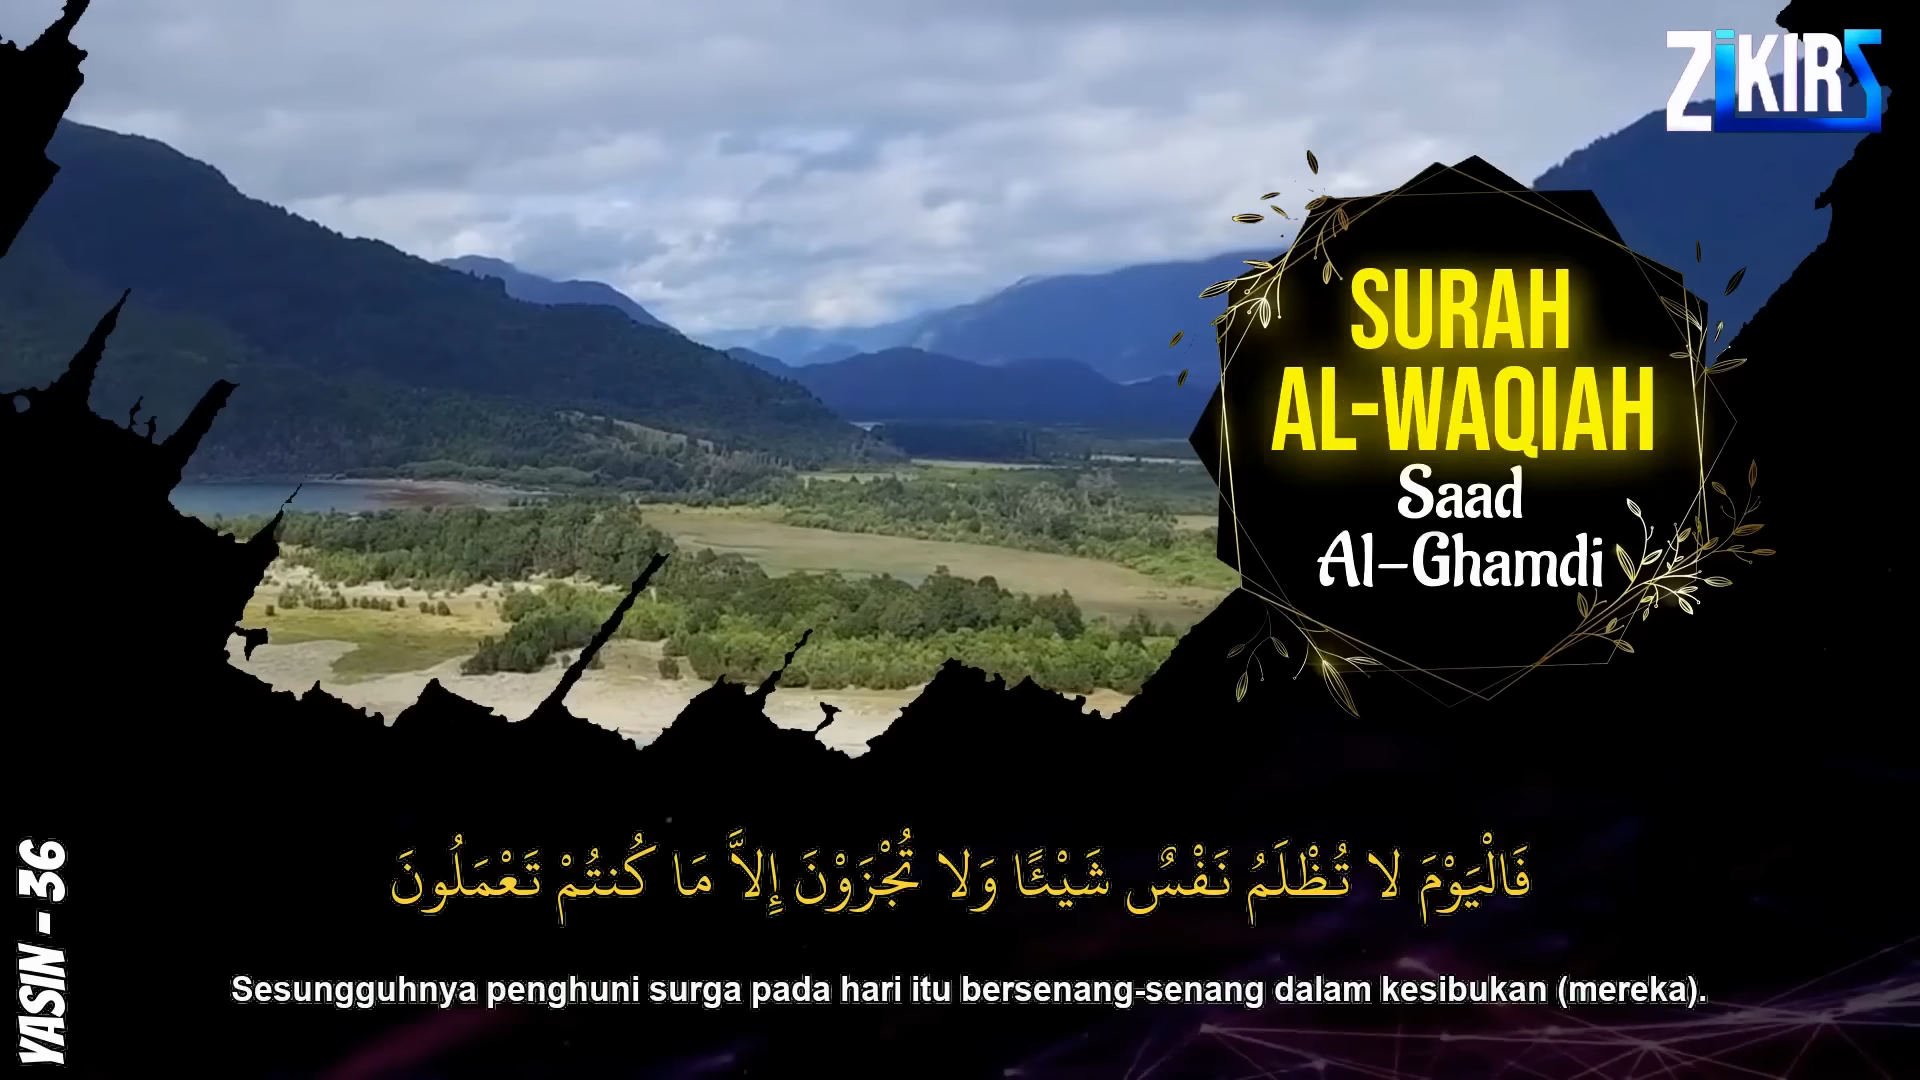 ZiKIRS
SURAH
AL-WAQIAH
Saad
Al-Ghamdi
فَالْيَوْمَ لا تُظْلَمُ نَفْسٌ شَيْئًا وَلا تُجْزَوْنَ إِلاَّ مَا كُنتُمْ تَعْمَلُونَ
Sesungguhnya penghuni surga pada hari itu bersenang-senang dalam kesibukan (mereka).
YASIN - 36